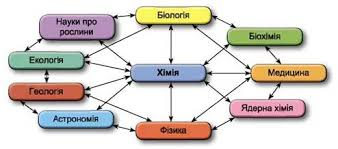 Біологія
Науки про
рослини
Біохімія
Екологія
Хімія
Медицина
Геологія
Ядерна хімія
Астрономія
Фізика